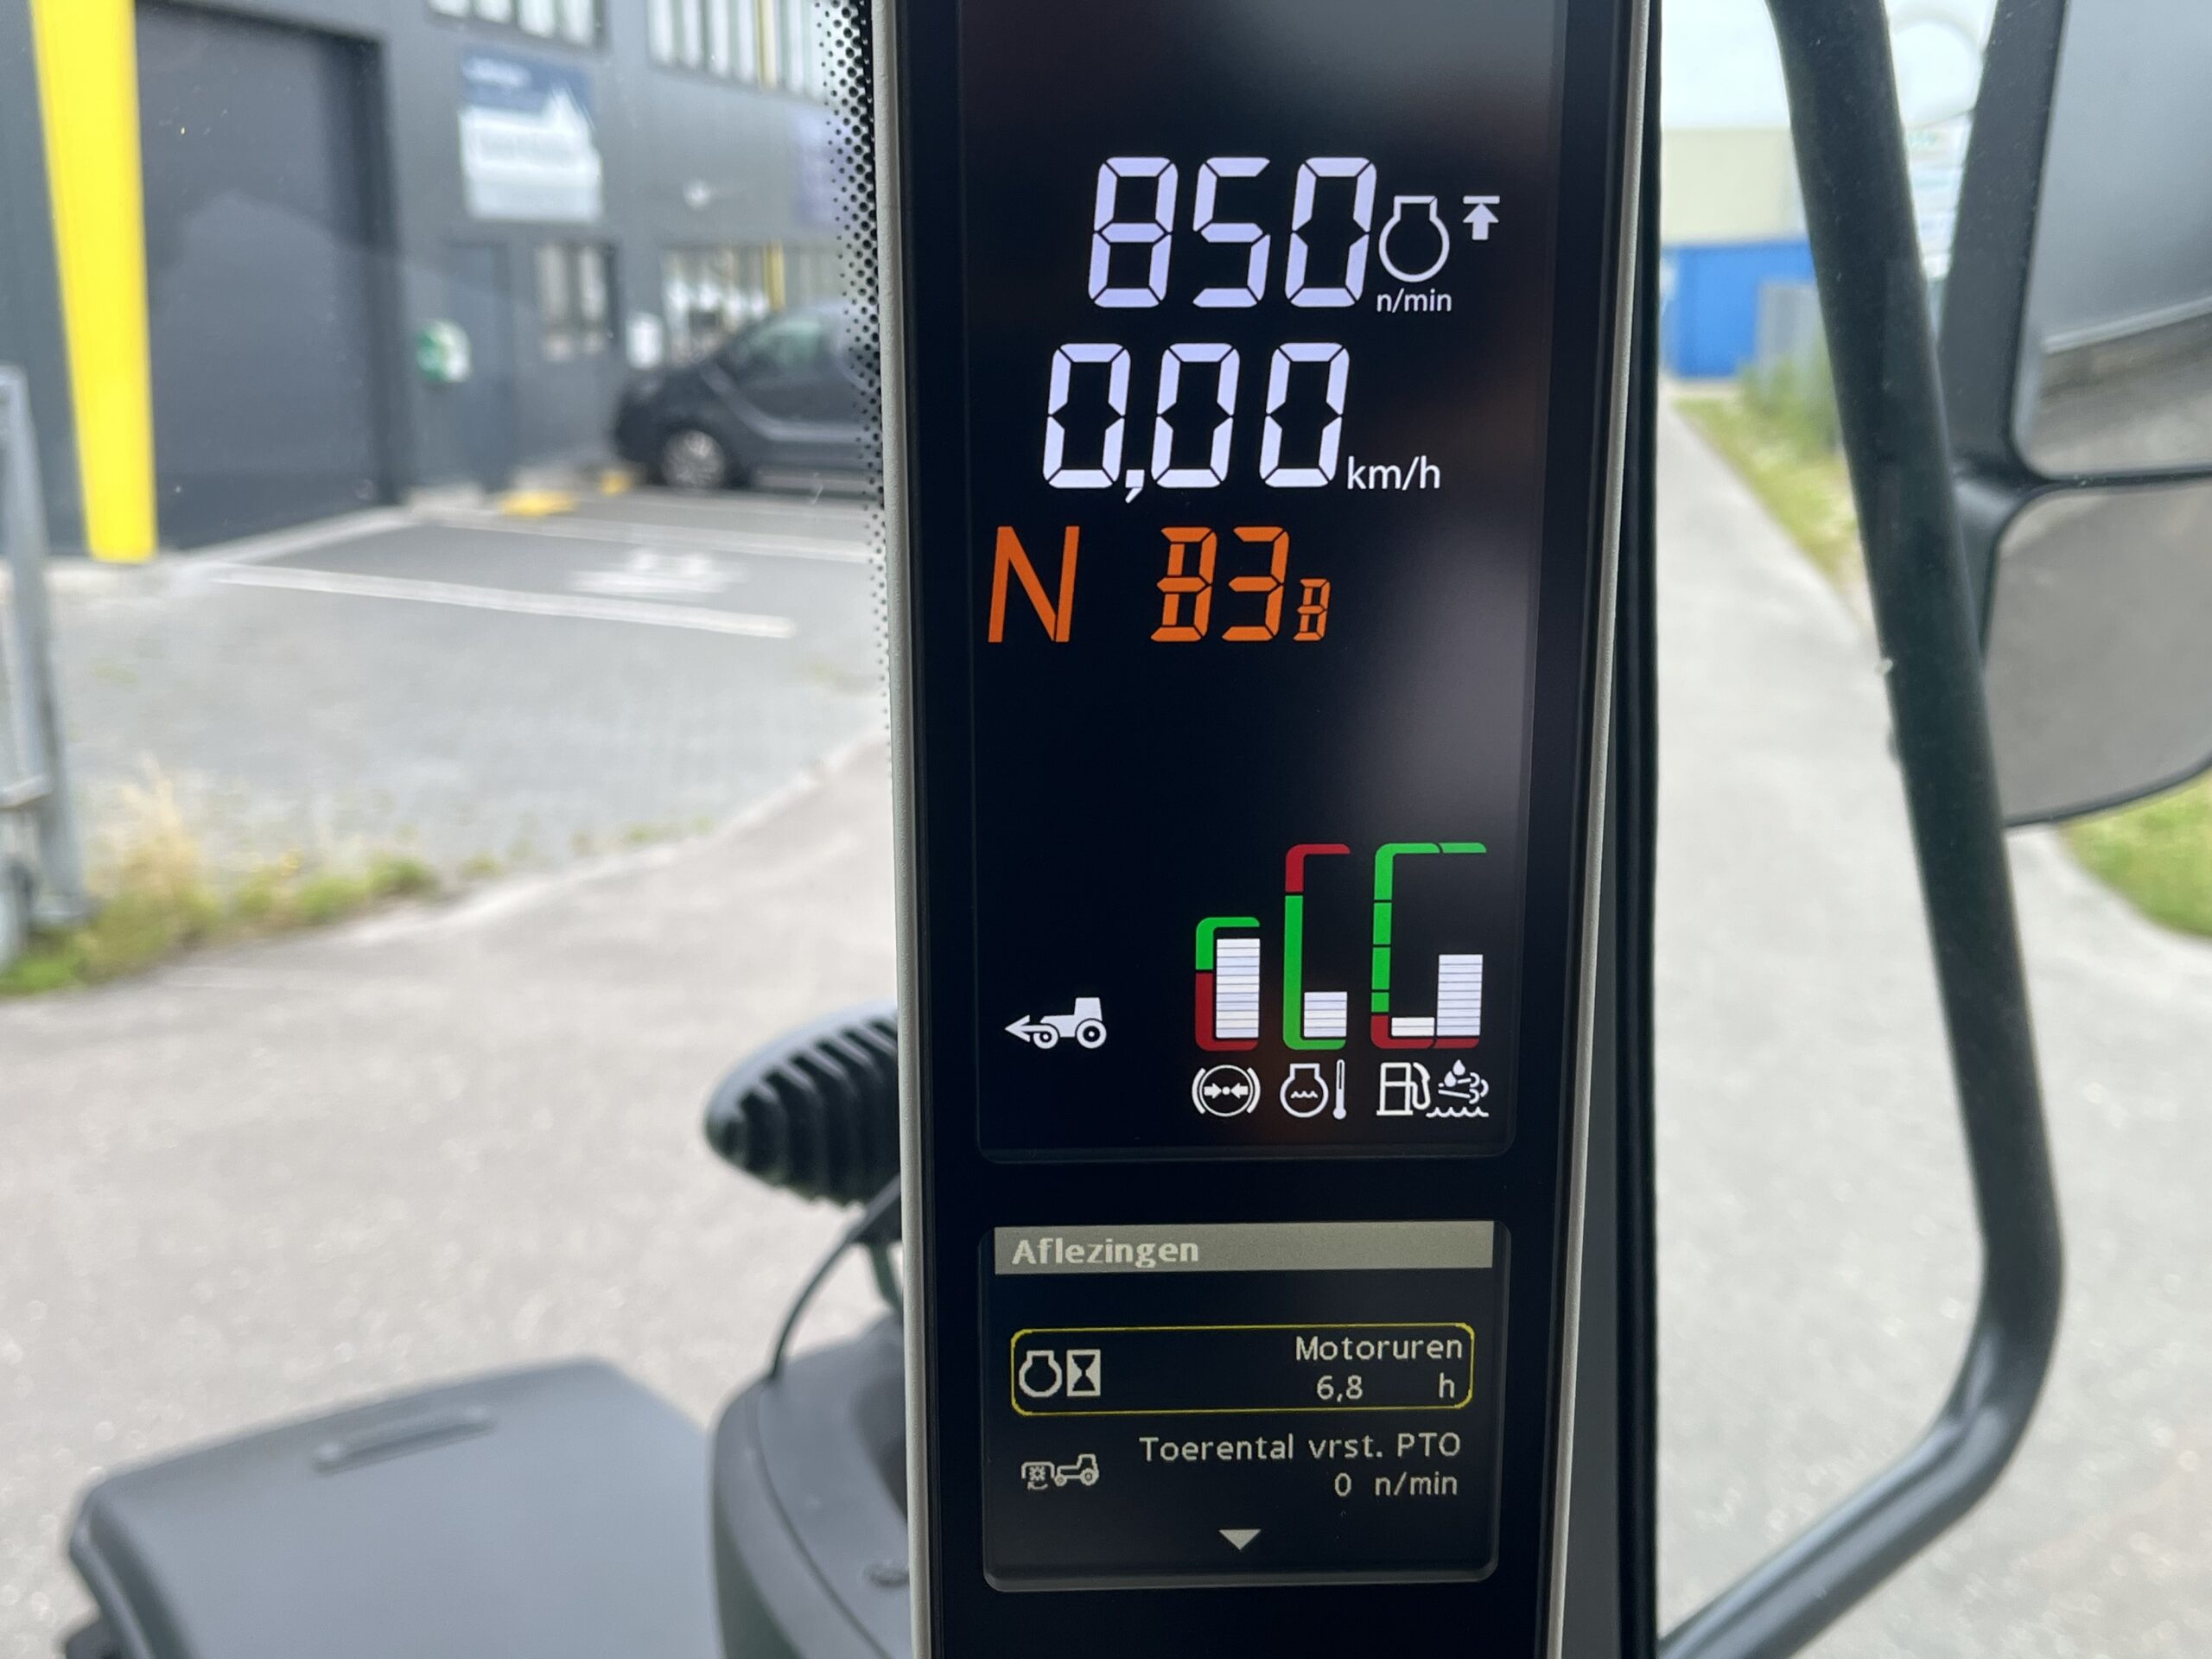 850 n/min
0,00 km/h
N B3B
Aflezingen
Motoruren
6,8 h
Toerental vrst. PTO
0 n/min